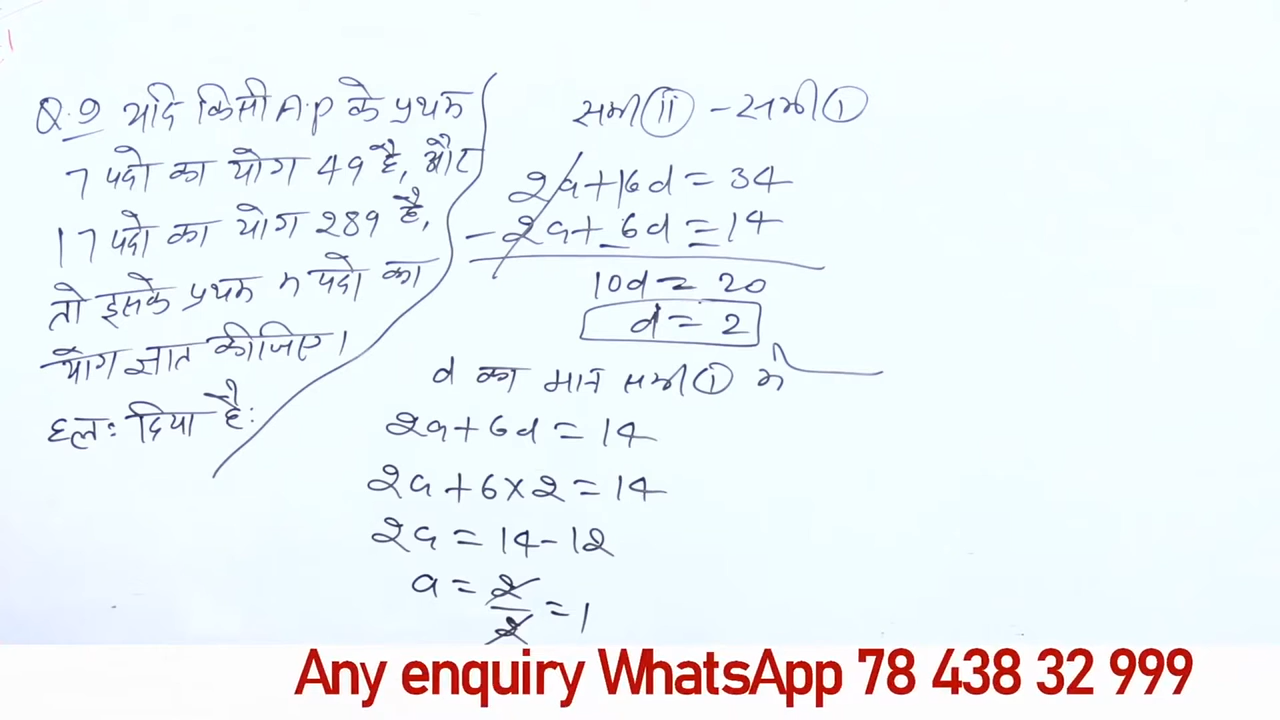 Q.9 यदि किसी A.P के प्रथम
7 पदो का योग 49 है, और
17 पदो का योग 289 है,
तो इसके प्रथम n पदो का
योग ज्ञात कीजिए।
हलः दिया हैः
समी (ii) - समी (i)
2a+16d = 34
- 2a + 6d = 14
10d = 20
d = 2
d का मान समी (i) में
2a+6d = 14
2a+6×2 = 14
2a = 14-12
a = 2/2 = 1
Any enquiry WhatsApp 78 438 32 999